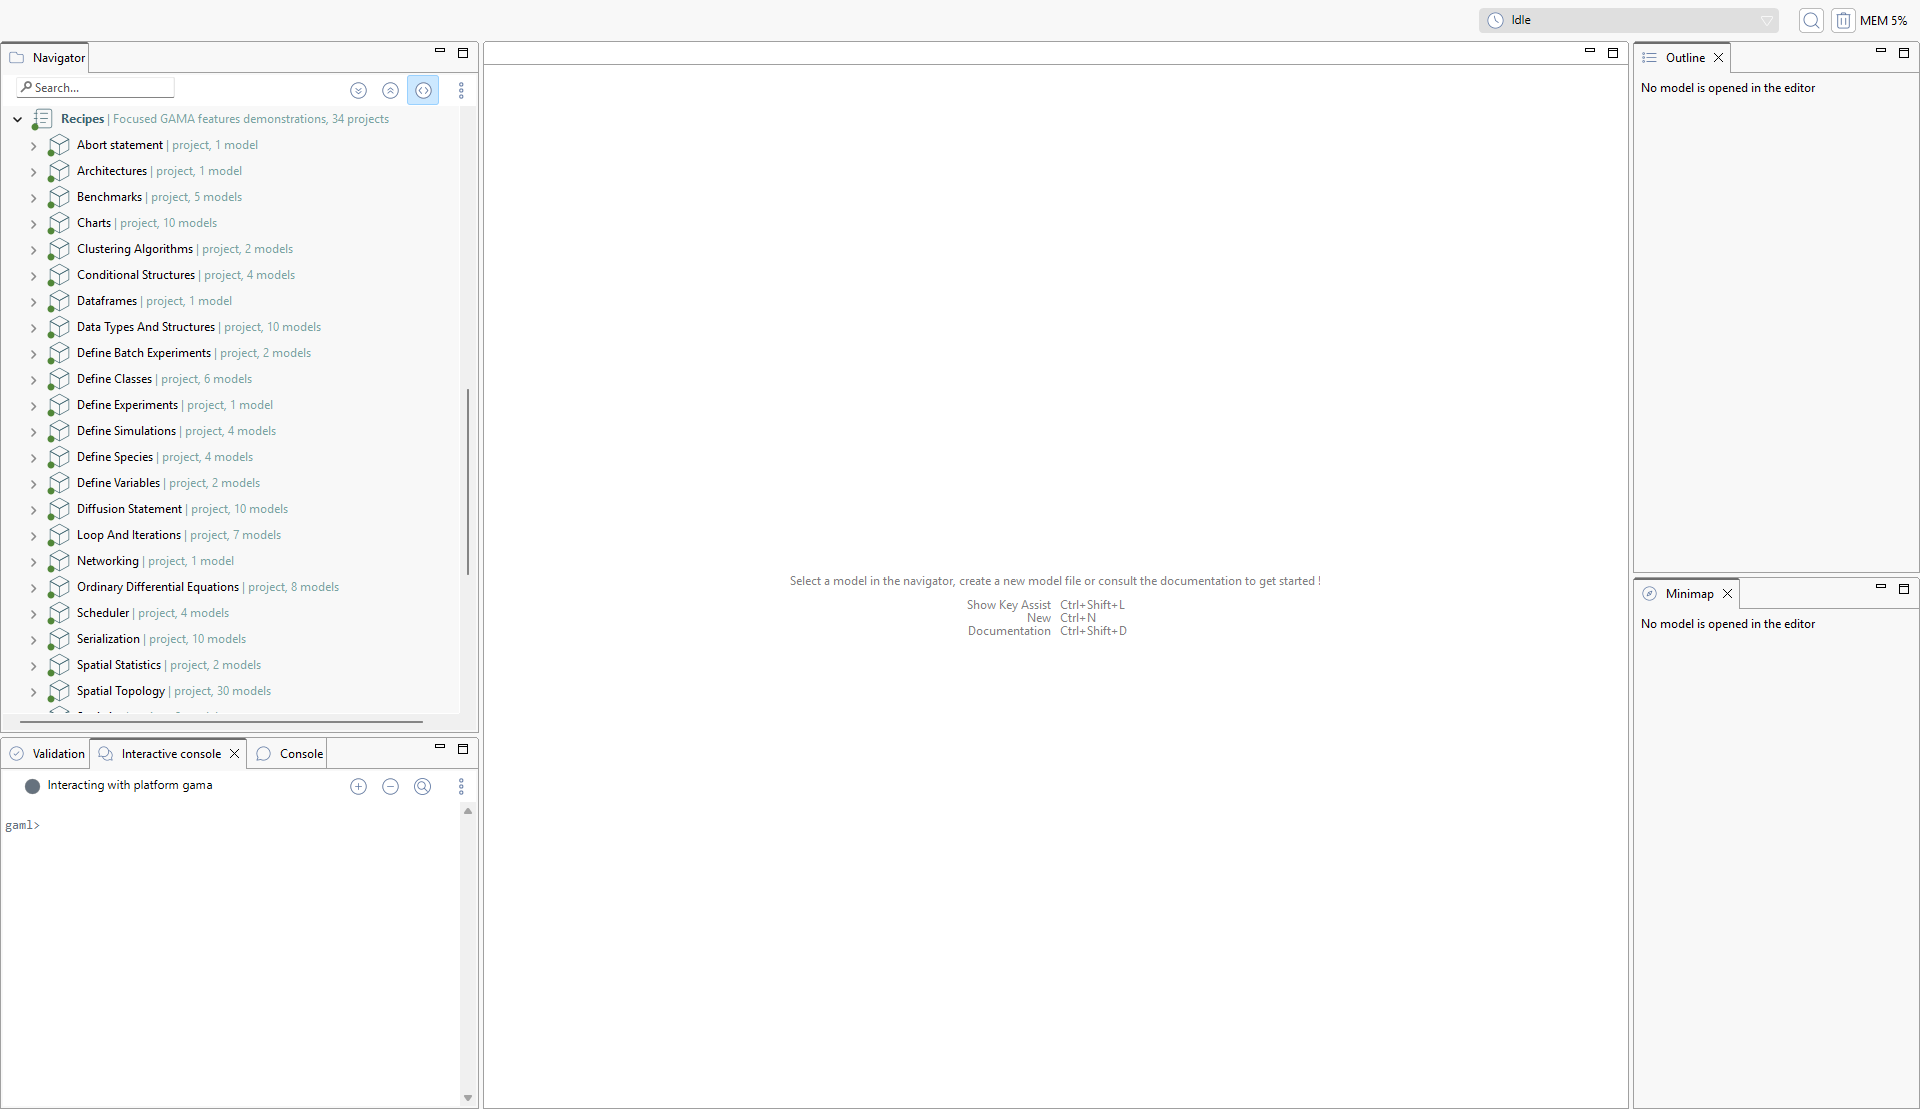 Idle
MEM 5%
Navigator
Search...
Recipes | Focused GAMA features demonstrations, 34 projects
Abort statement | project, 1 model
Architectures | project, 1 model
Benchmarks | project, 5 models
Charts | project, 10 models
Clustering Algorithms | project, 2 models
Conditional Structures | project, 4 models
Dataframes | project, 1 model
Data Types And Structures | project, 10 models
Define Batch Experiments | project, 2 models
Define Classes | project, 6 models
Define Experiments | project, 1 model
Define Simulations | project, 4 models
Define Species | project, 4 models
Define Variables | project, 2 models
Diffusion Statement | project, 10 models
Loop And Iterations | project, 7 models
Networking | project, 1 model
Ordinary Differential Equations | project, 8 models
Scheduler | project, 4 models
Serialization | project, 10 models
Spatial Statistics | project, 2 models
Spatial Topology | project, 30 models
Validation
Interactive console
Console
Interacting with platform gama
gaml>
Select a model in the navigator, create a new model file or consult the documentation to get started !
Show Key Assist Ctrl+Shift+L
New Ctrl+N
Documentation Ctrl+Shift+D
Outline
No model is opened in the editor
Minimap
No model is opened in the editor